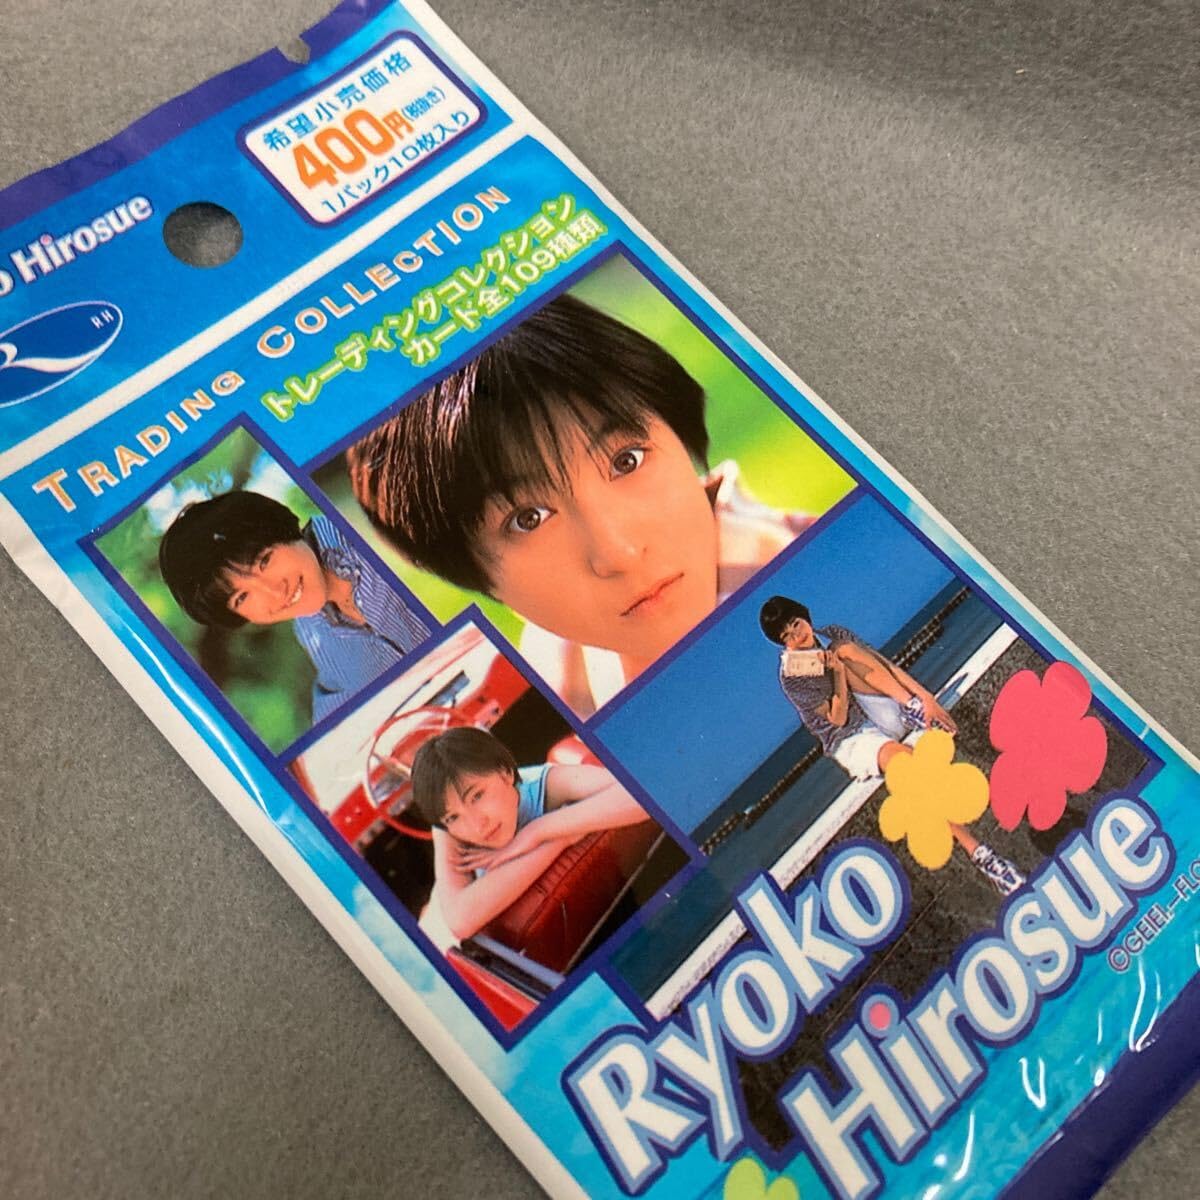 希望小売価格
400円(税抜き)
1パック10枚入り
Hirosue
RH
TRADING COLLECTION
トレーディングコレクション
カード全109種類
Ryoko
Hirosue